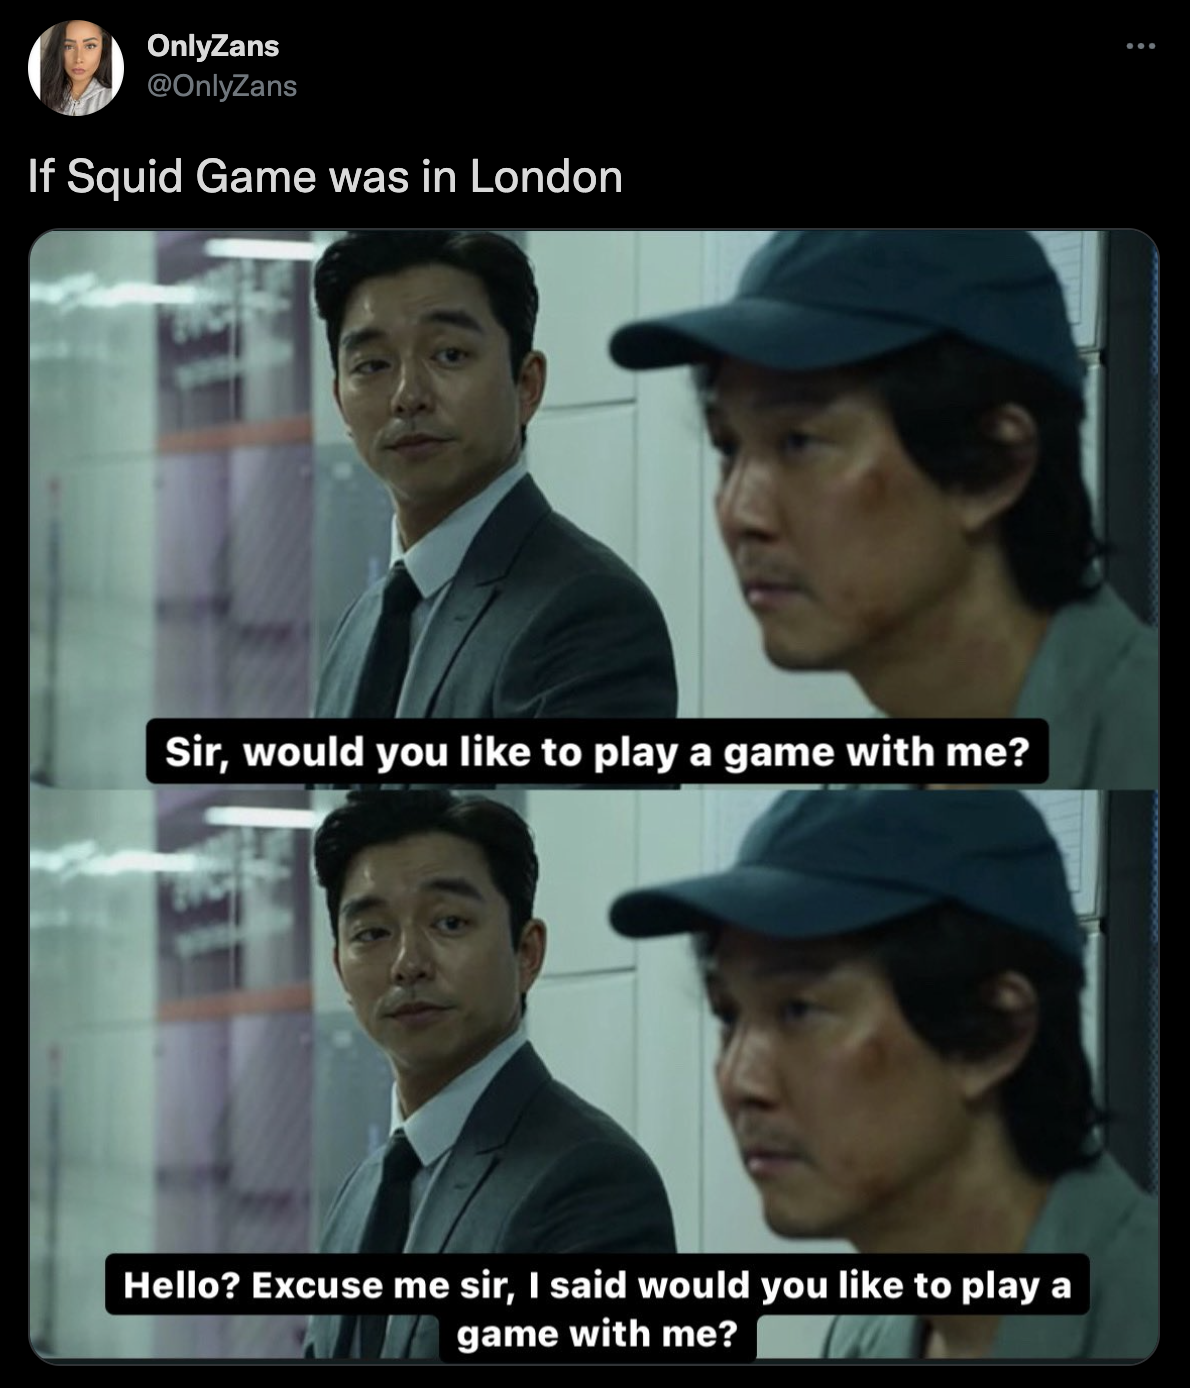 OnlyZans
@OnlyZans
If Squid Game was in London
Sir, would you like to play a game with me?
Hello? Excuse me sir, I said would you like to play a
game with me?